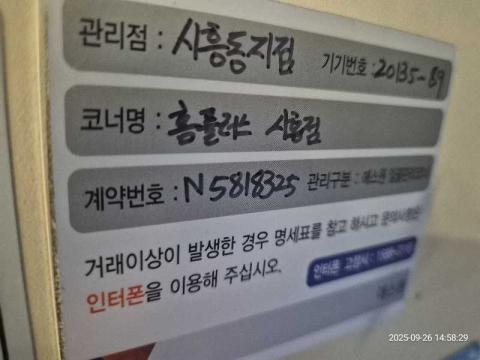 관리점 : 시흥동지점 기기번호 : 20135-89
코너명 : 홈플러스 시흥점
계약번호 : N5818325 관리구분 : 에스원
거래이상이 발생한 경우 명세표를 참고 하시고 문의사항은
인터폰을 이용해 주십시오.
2025-09-26 14:58:29